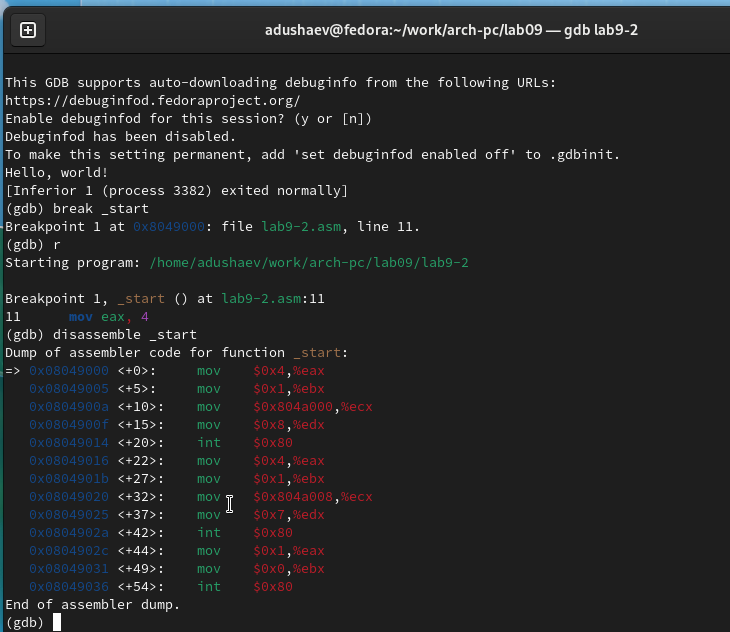 adushaev@fedora:~/work/arch-pc/lab09 — gdb lab9-2
This GDB supports auto-downloading debuginfo from the following URLs:
https://debuginfod.fedoraproject.org/
Enable debuginfod for this session? (y or [n])
Debuginfod has been disabled.
To make this setting permanent, add 'set debuginfod enabled off' to .gdbinit.
Hello, world!
[Inferior 1 (process 3382) exited normally]
(gdb) break _start
Breakpoint 1 at 0x8049000: file lab9-2.asm, line 11.
(gdb) r
Starting program: /home/adushaev/work/arch-pc/lab09/lab9-2
Breakpoint 1, _start () at lab9-2.asm:11
11      mov eax, 4
(gdb) disassemble _start
Dump of assembler code for function _start:
=> 0x08049000 <+0>:     mov    $0x4,%eax
   0x08049005 <+5>:     mov    $0x1,%ebx
   0x0804900a <+10>:    mov    $0x804a000,%ecx
   0x0804900f <+15>:    mov    $0x8,%edx
   0x08049014 <+20>:    int    $0x80
   0x08049016 <+22>:    mov    $0x4,%eax
   0x0804901b <+27>:    mov    $0x1,%ebx
   0x08049020 <+32>:    mov    $0x804a008,%ecx
   0x08049025 <+37>:    mov    $0x7,%edx
   0x0804902a <+42>:    int    $0x80
   0x0804902c <+44>:    mov    $0x1,%eax
   0x08049031 <+49>:    mov    $0x0,%ebx
   0x08049036 <+54>:    int    $0x80
End of assembler dump.
(gdb)